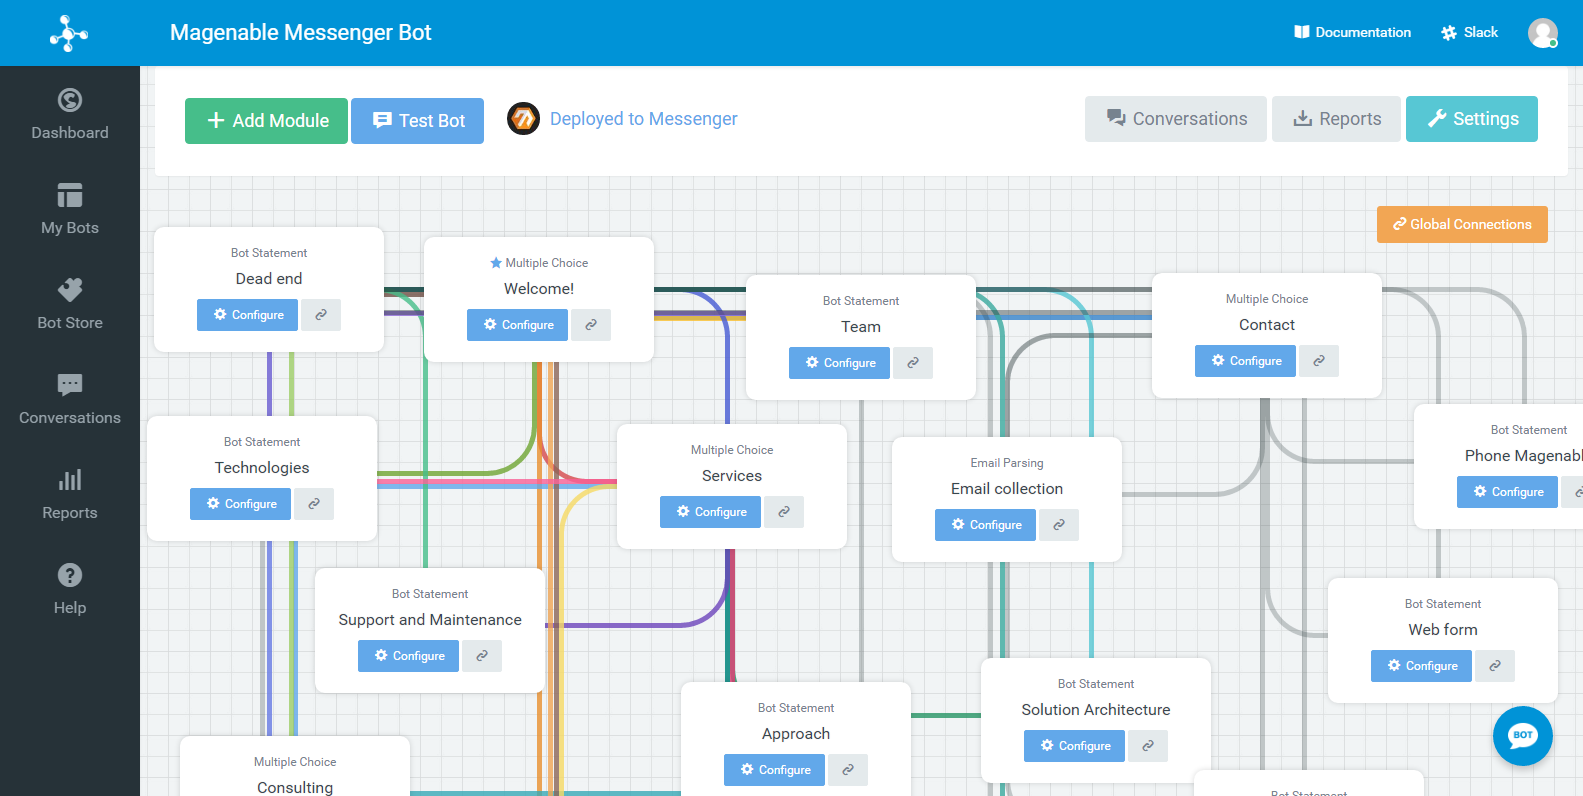 Magenable Messenger Bot
Documentation
Slack
Dashboard
My Bots
Bot Store
Conversations
Reports
Help
Add Module
Test Bot
Deployed to Messenger
Conversations
Reports
Settings
Global Connections
Bot Statement
Dead end
Configure
Multiple Choice
Welcome!
Configure
Bot Statement
Team
Configure
Multiple Choice
Contact
Configure
Bot Statement
Technologies
Configure
Multiple Choice
Services
Configure
Email Parsing
Email collection
Configure
Bot Statement
Phone Magenabl
Configure
Bot Statement
Support and Maintenance
Configure
Bot Statement
Web form
Configure
Bot Statement
Approach
Configure
Bot Statement
Solution Architecture
Configure
BOT
Multiple Choice
Consulting
Bot Statement